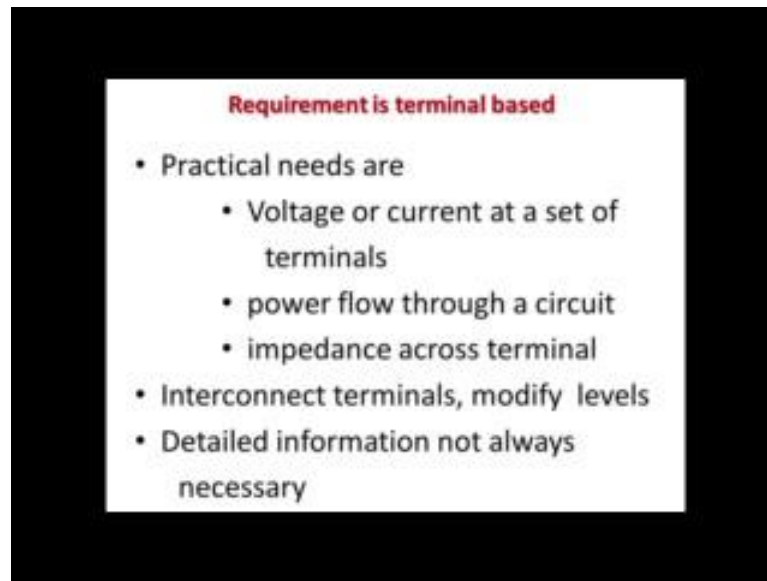 Requirement is terminal based
• Practical needs are
• Voltage or current at a set of
terminals
• power flow through a circuit
• impedance across terminal
• Interconnect terminals, modify levels
• Detailed information not always
necessary